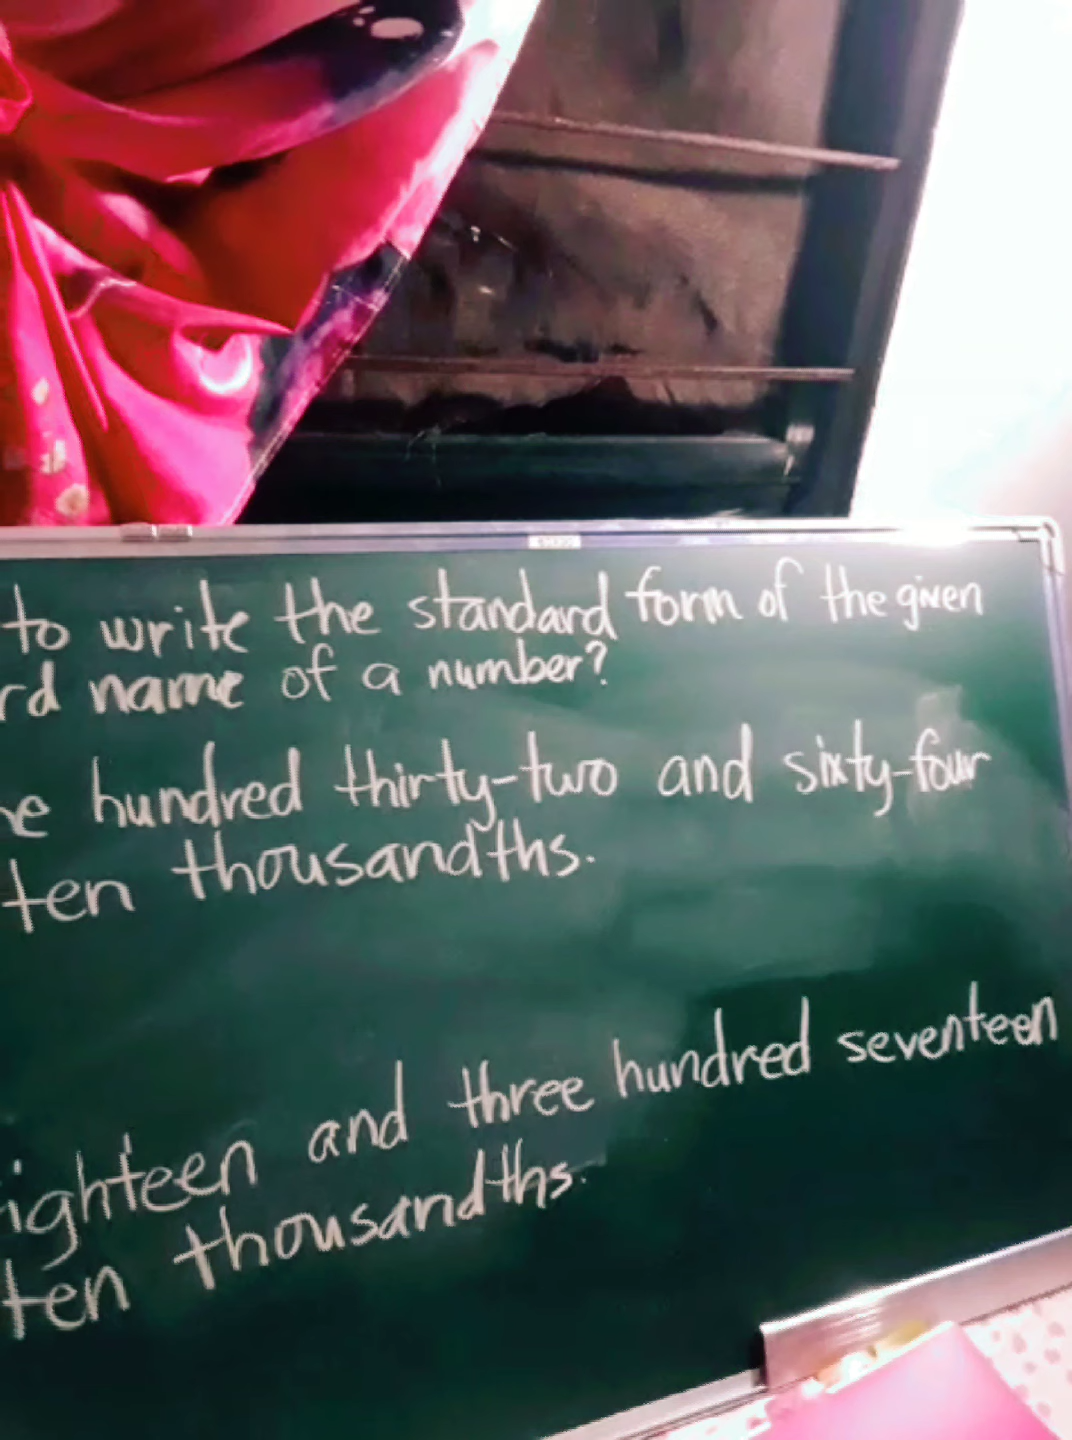 to write the standard form of the given
rd name of a number?
ne hundred thirty-two and sixty-four
ten thousandths.
ighteen and three hundred seventeen
ten thousandths.